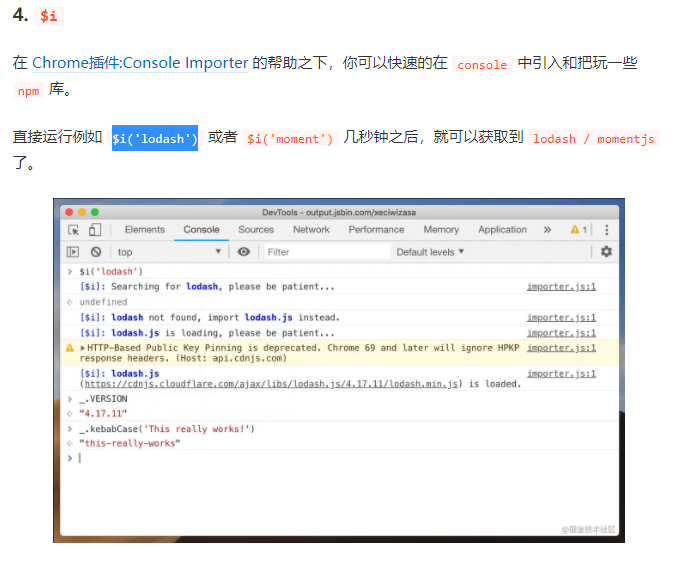 4. $i
在 Chrome插件:Console Importer 的帮助之下，你可以快速的在 console 中引入和把玩一些
npm 库。
直接运行例如 $i('lodash') 或者 $i('moment') 几秒钟之后，就可以获取到 lodash / momentjs
了。
DevTools - output.jsbin.com/xeciwizasa
Elements Console Sources Network Performance Memory Application » 1
top Filter Default levels ▼
> $i('lodash')
[$i]: Searching for lodash, please be patient... importer.js:1
undefined
[$i]: lodash not found, import lodash.js instead. importer.js:1
[$i]: lodash.js is loading, please be patient... importer.js:1
HTTP-Based Public Key Pinning is deprecated. Chrome 69 and later will ignore HPKP importer.js:1
response headers. (Host: api.cdnjs.com)
[$i]: lodash.js importer.js:1
(https://cdnjs.cloudflare.com/ajax/libs/lodash.js/4.17.11/lodash.min.js) is loaded.
> _.VERSION
"4.17.11"
> _.kebabCase('This really works!')
"this-really-works"
>
@掘金技术社区